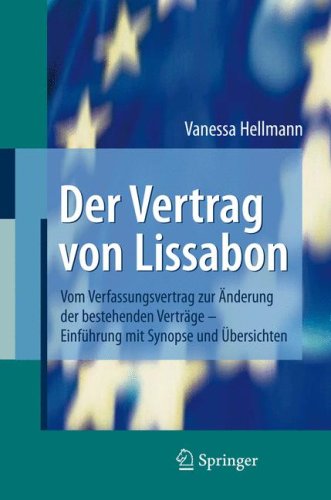 Vanessa Hellmann
Der Vertrag
von Lissabon
Vom Verfassungsvertrag zur Änderung
der bestehenden Verträge –
Einführung mit Synopse und Übersichten
Springer